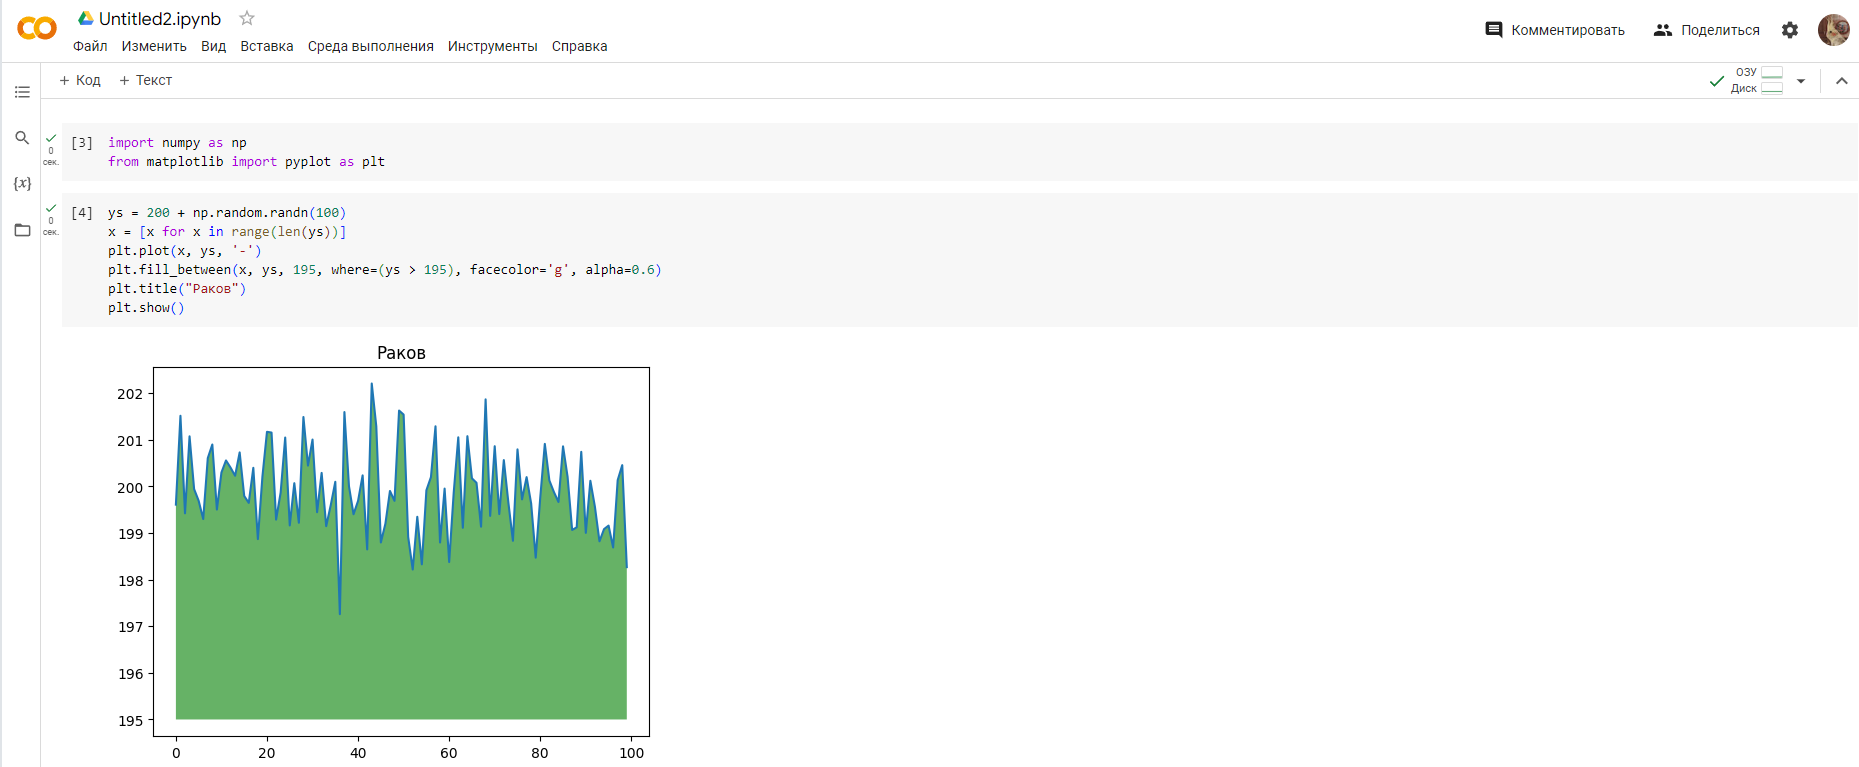 Untitled2.ipynb
Файл Изменить Вид Вставка Среда выполнения Инструменты Справка
Комментировать Поделиться
+ Код + Текст
ОЗУ
Диск
0
сек.
[3] import numpy as np
from matplotlib import pyplot as plt
{x}
0
сек.
[4] ys = 200 + np.random.randn(100)
x = [x for x in range(len(ys))]
plt.plot(x, ys, '-')
plt.fill_between(x, ys, 195, where=(ys > 195), facecolor='g', alpha=0.6)
plt.title("Раков")
plt.show()
Раков
202
201
200
199
198
197
196
195
0 20 40 60 80 100